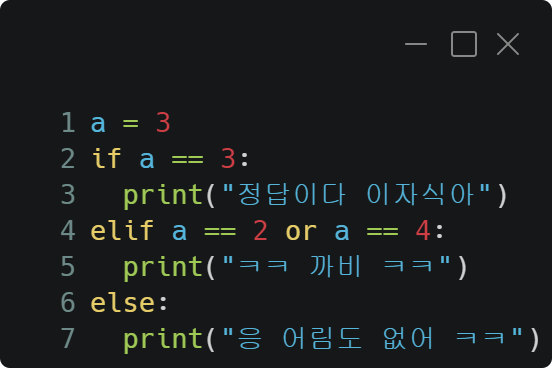 1 a = 3
2 if a == 3:
3   print("정답이다 이자식아")
4 elif a == 2 or a == 4:
5   print("ㅋㅋ 까비 ㅋㅋ")
6 else:
7   print("응 어림도 없어 ㅋㅋ")